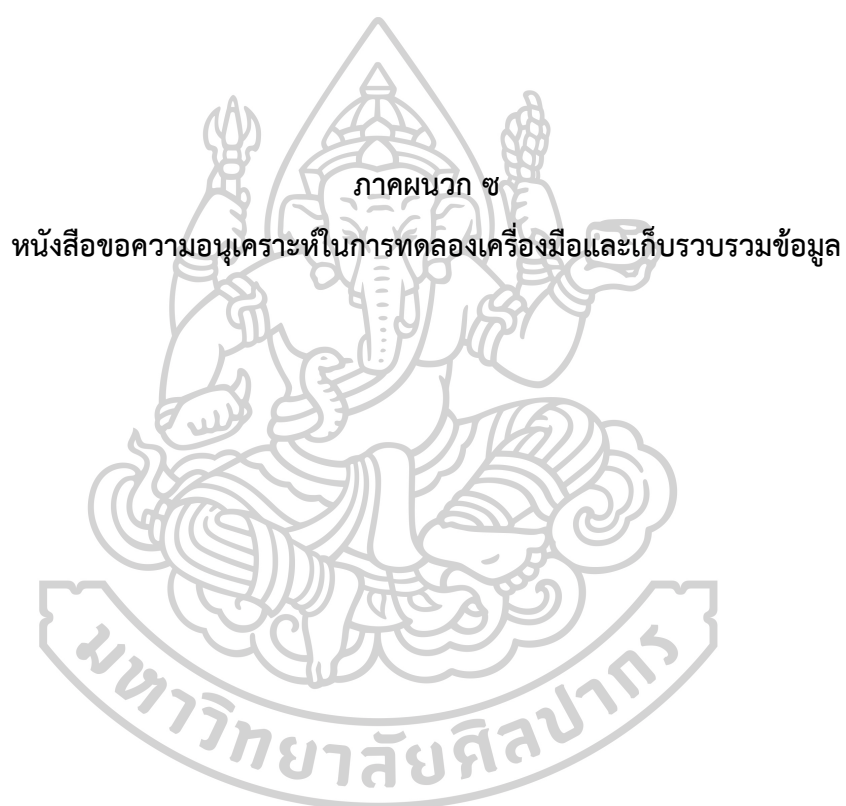 ภาคผนวก ซ
หนังสือขอความอนุเคราะห์ในการทดลองเครื่องมือและเก็บรวบรวมข้อมูล
มหาวิทยาลัยศิลปากร